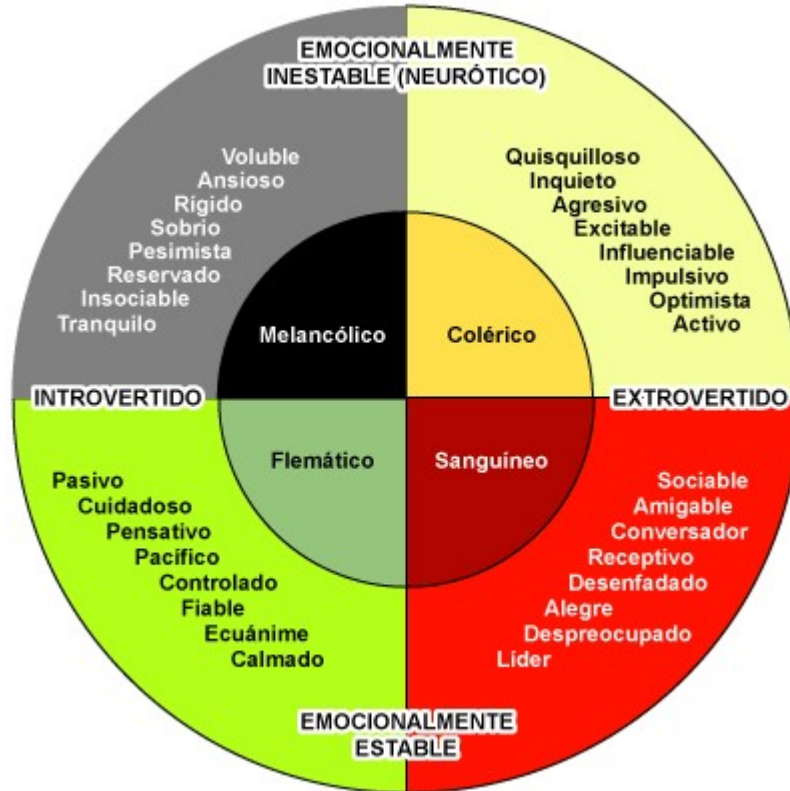 EMOCIONALMENTE
INESTABLE (NEURÓTICO)
Voluble
Ansioso
Rígido
Sobrio
Pesimista
Reservado
Insociable
Tranquilo
Quisquilloso
Inquieto
Agresivo
Excitable
Influenciable
Impulsivo
Optimista
Activo
Melancólico
Colérico
INTROVERTIDO
EXTROVERTIDO
Flemático
Sanguíneo
Pasivo
Cuidadoso
Pensativo
Pacífico
Controlado
Fiable
Ecuánime
Calmado
Sociable
Amigable
Conversador
Receptivo
Desenfadado
Alegre
Despreocupado
Líder
EMOCIONALMENTE
ESTABLE